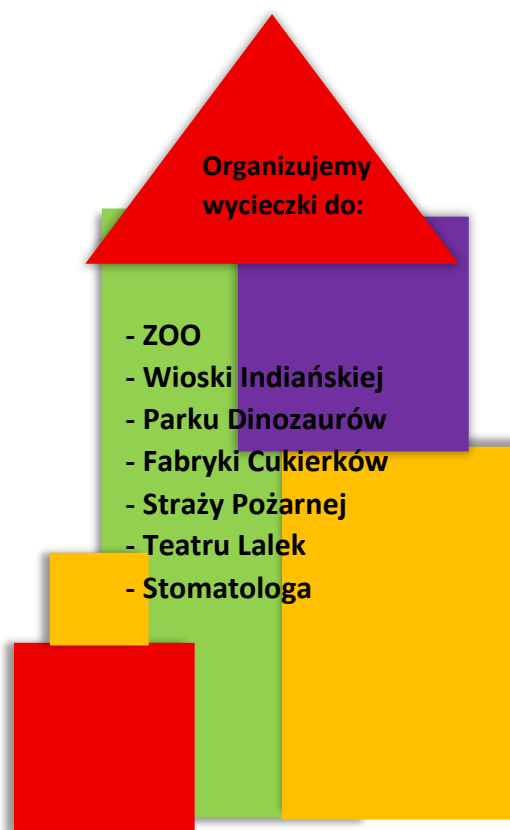 Organizujemy
wycieczki do:
- ZOO
- Wioski Indiańskiej
- Parku Dinozaurów
- Fabryki Cukierków
- Straży Pożarnej
- Teatru Lalek
- Stomatologa